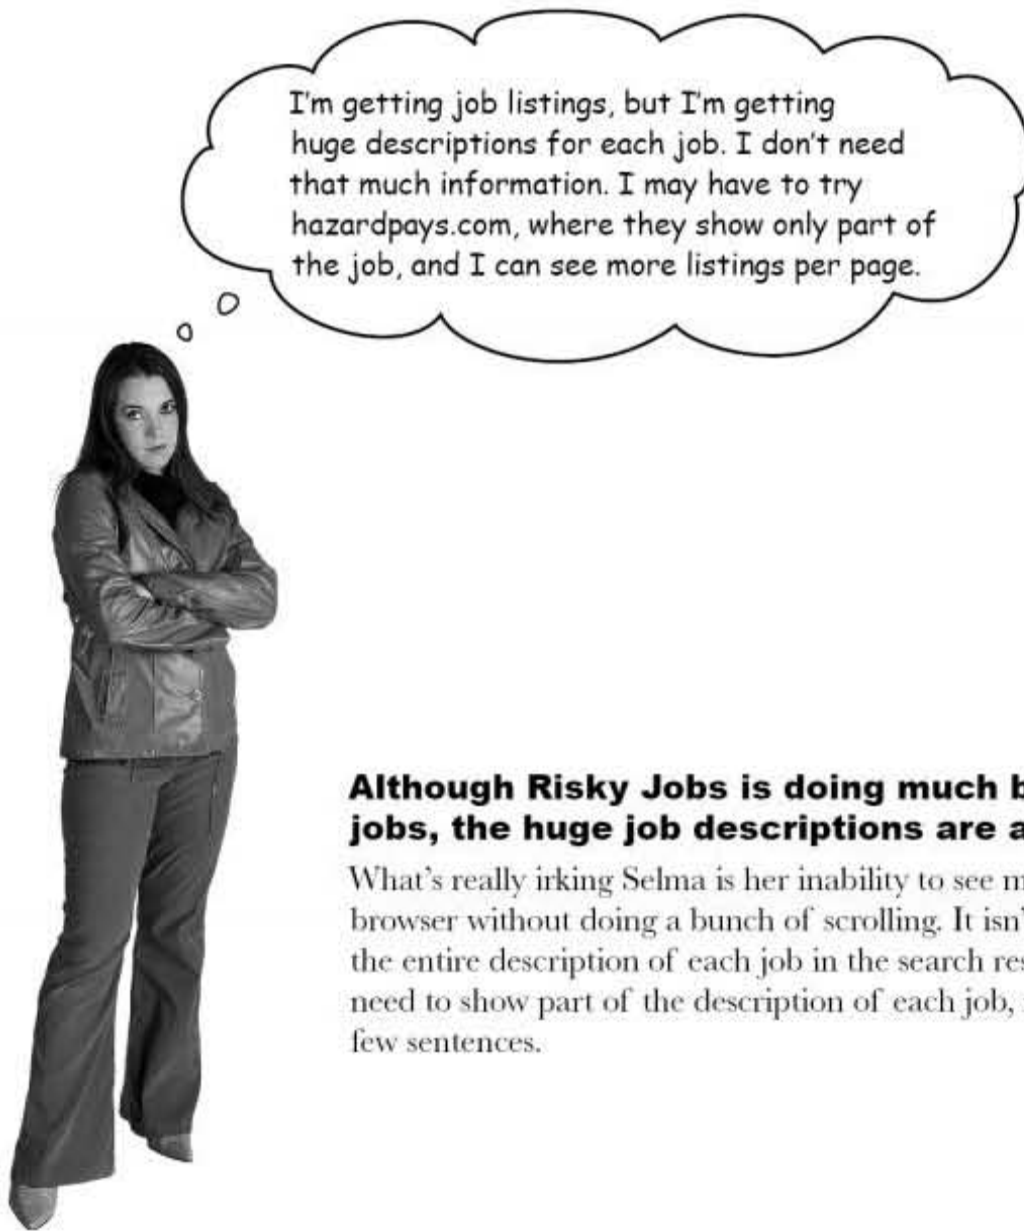 I'm getting job listings, but I'm getting
huge descriptions for each job. I don't need
that much information. I may have to try
hazardpays.com, where they show only part of
the job, and I can see more listings per page.
Although Risky Jobs is doing much
jobs, the huge job descriptions are
What's really irking Selma is her inability to see
browser without doing a bunch of scrolling. It
the entire description of each job in the search
need to show part of the description of each job,
few sentences.